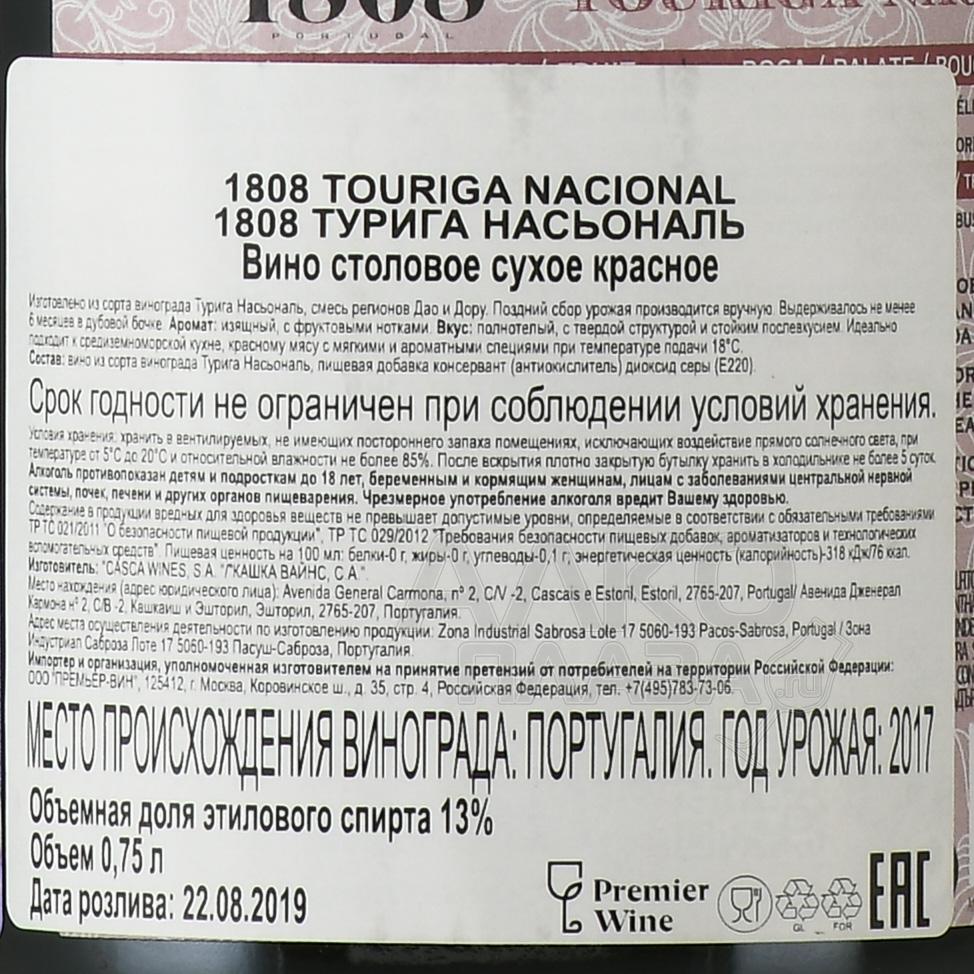 1808
TOURIGA
PORTUGAL
BOCA / PALATE / BOU
1808 TOURIGA NACIONAL
1808 ТУРИГА НАСЬОНАЛЬ
Вино столовое сухое красное
Изготовлено из сорта винограда Турига Насьональ, смесь регионов Дао и Дору. Поздний сбор урожая производится вручную. Выдерживалось не менее
6 месяцев в дубовой бочке. Аромат: изящный, с фруктовыми нотками. Вкус: полнотелый, с твердой структурой и стойким послевкусием. Идеально
подходит к средиземноморской кухне, красному мясу с мягкими и ароматными специями при температуре подачи 18°C.
Состав: вино из сорта винограда Турига Насьональ, пищевая добавка консервант (антиокислитель) диоксид серы (E220).
Срок годности не ограничен при соблюдении условий хранения.
Условия хранения: хранить в вентилируемых, не имеющих постороннего запаха помещениях, исключающих воздействие прямого солнечного света, при
температуре от 5°C до 20°C и относительной влажности не более 85%. После вскрытия плотно закрытую бутылку хранить в холодильнике не более 5 суток.
Алкоголь противопоказан детям и подросткам до 18 лет, беременным и кормящим женщинам, лицам с заболеваниями центральной нервной
системы, почек, печени и других органов пищеварения. Чрезмерное употребление алкоголя вредит Вашему здоровью.
Содержание в продукции вредных для здоровья веществ не превышает допустимые уровни, определяемые в соответствии с обязательными требованиями
ТР ТС 021/2011 "О безопасности пищевой продукции", ТР ТС 029/2012 "Требования безопасности пищевых добавок, ароматизаторов и технологических
вспомогательных средств". Пищевая ценность на 100 мл: белки-0 г, жиры-0 г, углеводы-0,1 г; энергетическая ценность (калорийность)-318 кДж/76 ккал.
Изготовитель: "CASCA WINES, S.A. "/"КАШКА ВАЙНС, С.А.".
Место нахождения (адрес юридического лица): Avenida General Carmona, nº 2, C/V -2, Cascais e Estoril, Estoril, 2765-207, Portugal/ Авенида Дженерал
Кармона nº 2, C/B -2, Кашкаиш и Эшторил, Эшторил, 2765-207, Португалия.
Адрес места осуществления деятельности по изготовлению продукции: Zona Industrial Sabrosa Lote 17 5060-193 Pacos-Sabrosa, Portugal / Зона
Индустриал Саброза Лоте 17 5060-193 Пасуш-Саброза, Португалия.
Импортер и организация, уполномоченная изготовителем на принятие претензий от потребителей на территории Российской Федерации:
ООО "ПРЕМЬЕР-ВИН", 125412, г. Москва, Коровинское ш., д. 35, стр. 4, Российская Федерация, тел. +7(495)783-73-06.
МЕСТО ПРОИСХОЖДЕНИЯ ВИНОГРАДА: ПОРТУГАЛИЯ. ГОД УРОЖАЯ: 2017
Объемная доля этилового спирта 13%
Объем 0,75 л
Дата розлива: 22.08.2019
Premier
Wine
GL
FOR
EAC
АЛКО
ПЛАЗА.ru